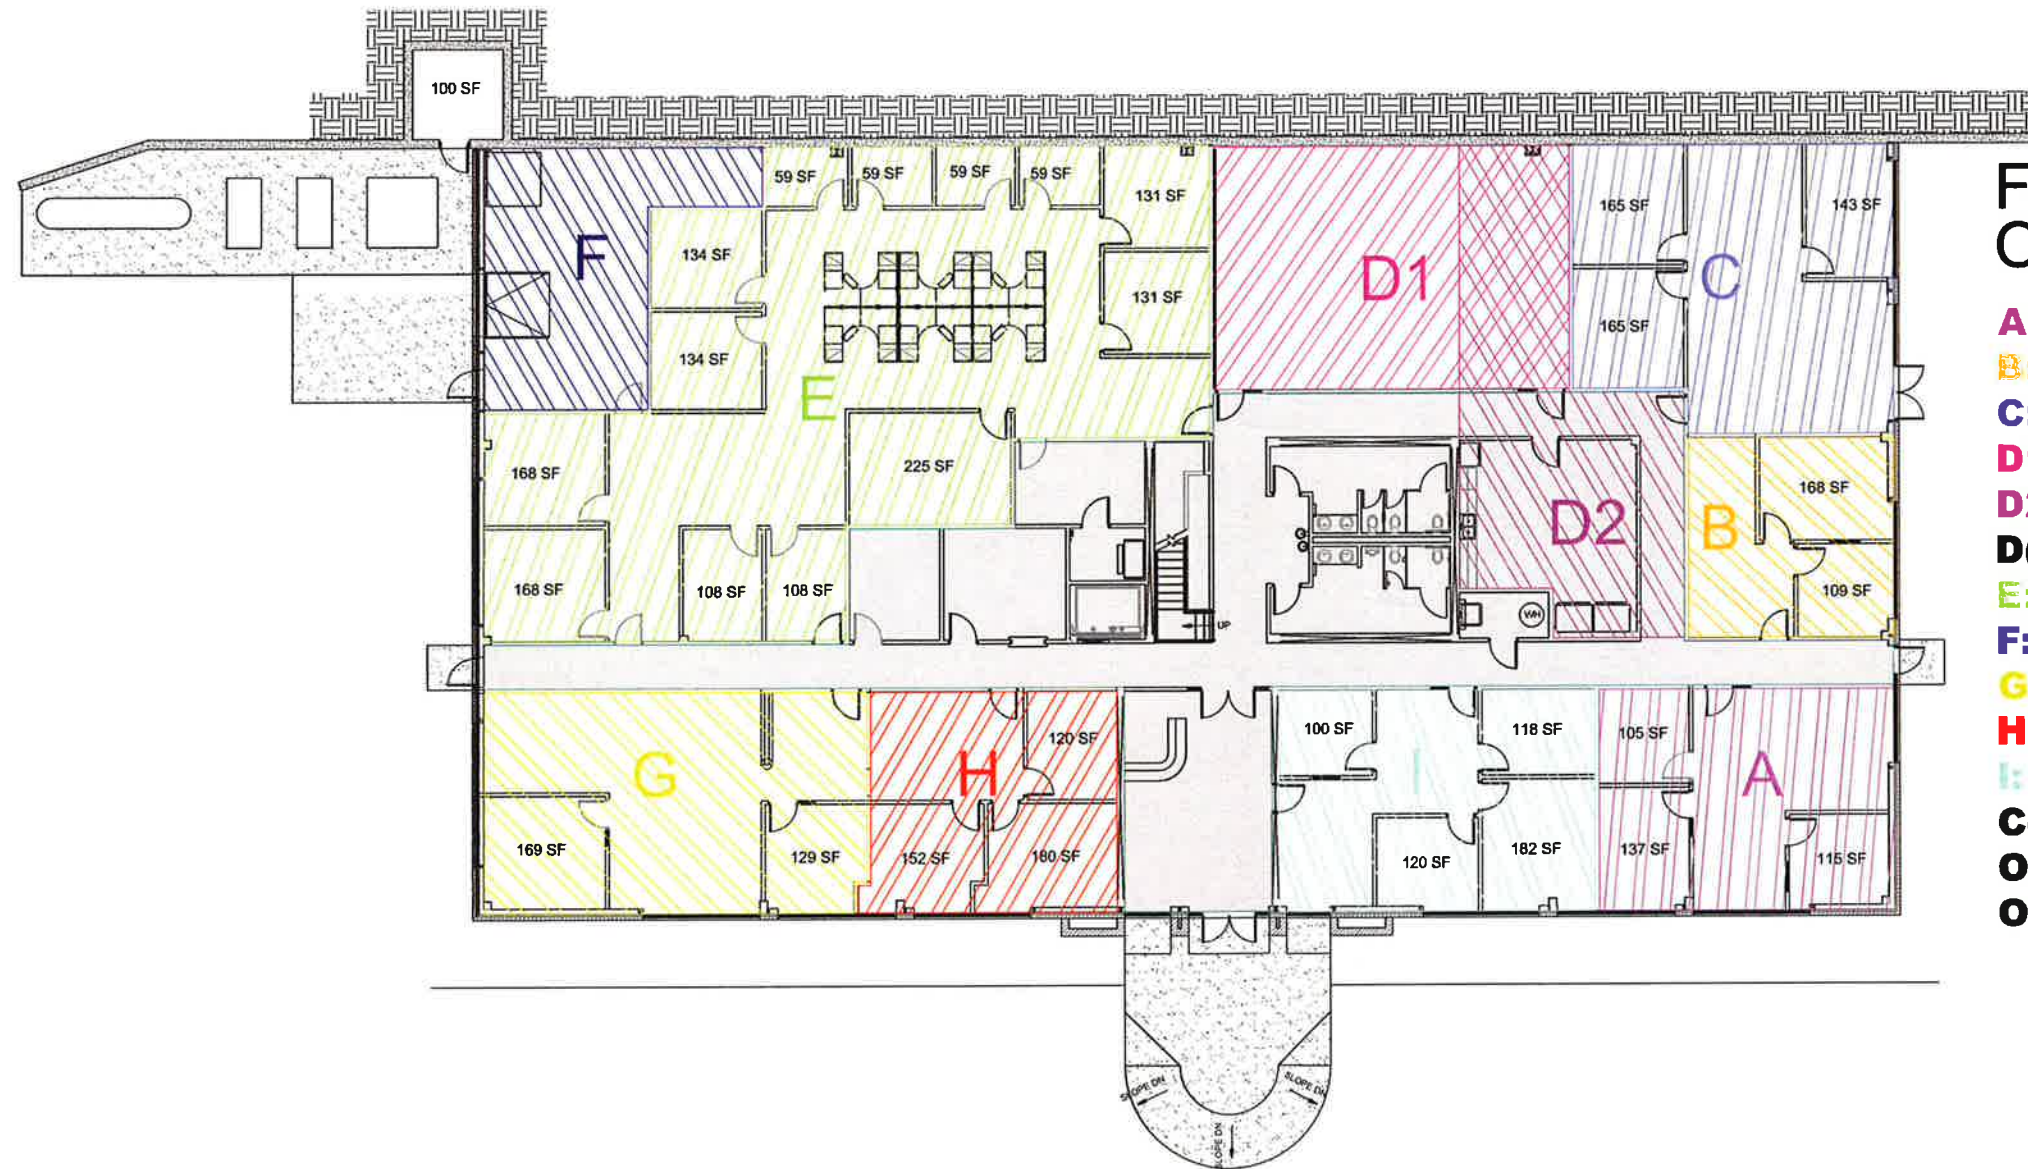 100 SF
59 SF
59 SF
59 SF
59 SF
131 SF
165 SF
143 SF
F
134 SF
D1
C
131 SF
165 SF
134 SF
E
168 SF
225 SF
168 SF
D2
B
168 SF
108 SF
108 SF
109 SF
WH
UP
100 SF
118 SF
105 SF
120 SF
G
H
I
A
169 SF
129 SF
152 SF
180 SF
120 SF
182 SF
137 SF
115 SF
SLOPE DN
SLOPE DN
SLOPE DN
A
B
C:
D
D2
D
E:
F:
G
H
I:
C
O
O